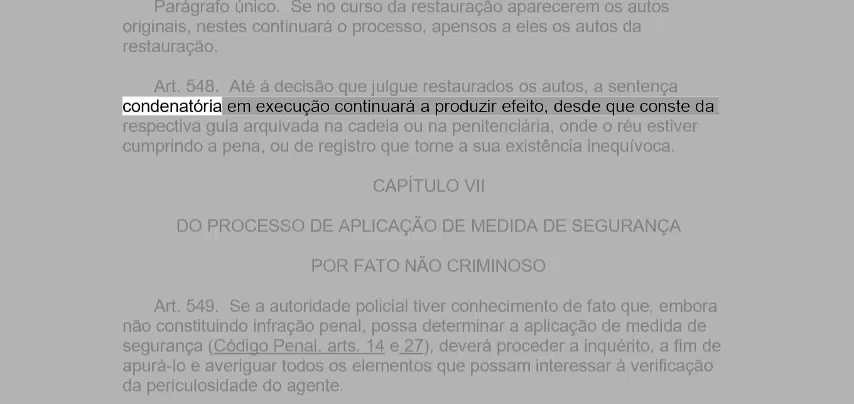 Parágrafo único. Se no curso da restauração aparecerem os autos
originais, nestes continuará o processo, apensos a eles os autos da
restauração.
Art. 548. Até á decisão que julgue restaurados os autos, a sentença
condenatória em execução continuará a produzir efeito, desde que conste da
respectiva guia arquivada na cadeia ou na penitenciária, onde o réu estiver
cumprindo a pena, ou de registro que torne a sua existência inequívoca.
CAPÍTULO VII
DO PROCESSO DE APLICAÇÃO DE MEDIDA DE SEGURANÇA
POR FATO NÃO CRIMINOSO
Art. 549. Se a autoridade policial tiver conhecimento de fato que, embora
não constituindo infração penal, possa determinar a aplicação de medida de
segurança (Código Penal, arts. 14 e 27), deverá proceder a inquérito, a fim de
apurá-lo e averiguar todos os elementos que possam interessar á verificação
da periculosidade do agente.